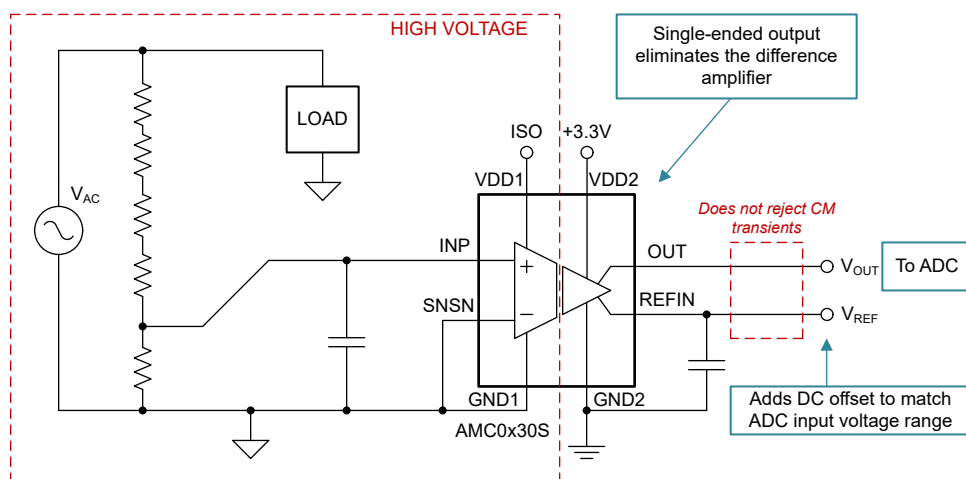 HIGH VOLTAGE
Single-ended output
eliminates the difference
amplifier
LOAD
ISO
+3.3V
VDD1
VDD2
VAC
Does not reject CM
transients
INP
OUT
+
VOUT
To ADC
SNSN
REFIN
−
VREF
GND1
GND2
AMC0x30S
Adds DC offset to match
ADC input voltage range